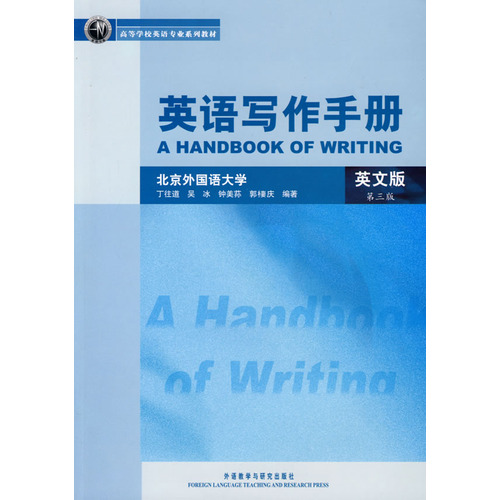 高等学校英语专业系列教材
英语写作手册
A HANDBOOK OF WRITING
北京外国语大学
英文版
丁往道 吴 冰 钟美荪 郭棲庆 编著
第三版
A Handbook
of Writing
外语教学与研究出版社
FOREIGN LANGUAGE TEACHING AND RESEARCH PRESS